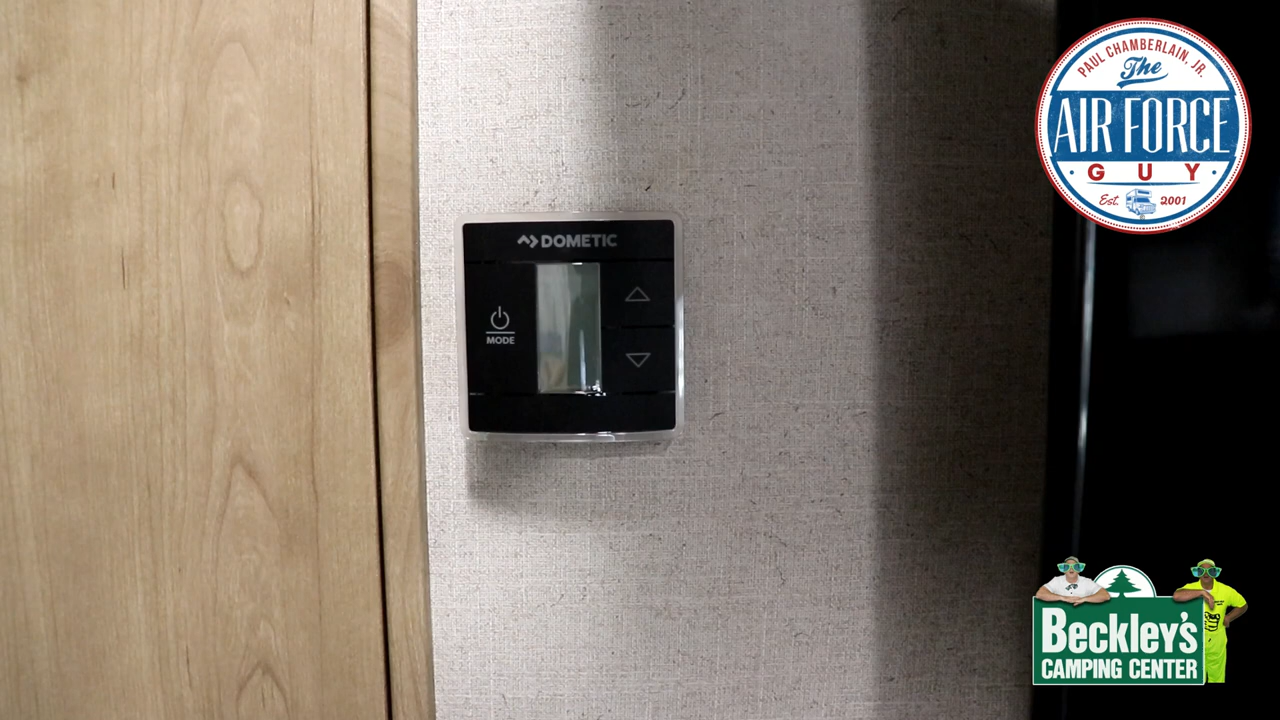 PAUL CHAMBERLAIN, JR.
The
AIR FORCE
· GUY ·
Est. 2001
DOMETIC
MODE
Beckley's
CAMPING CENTER